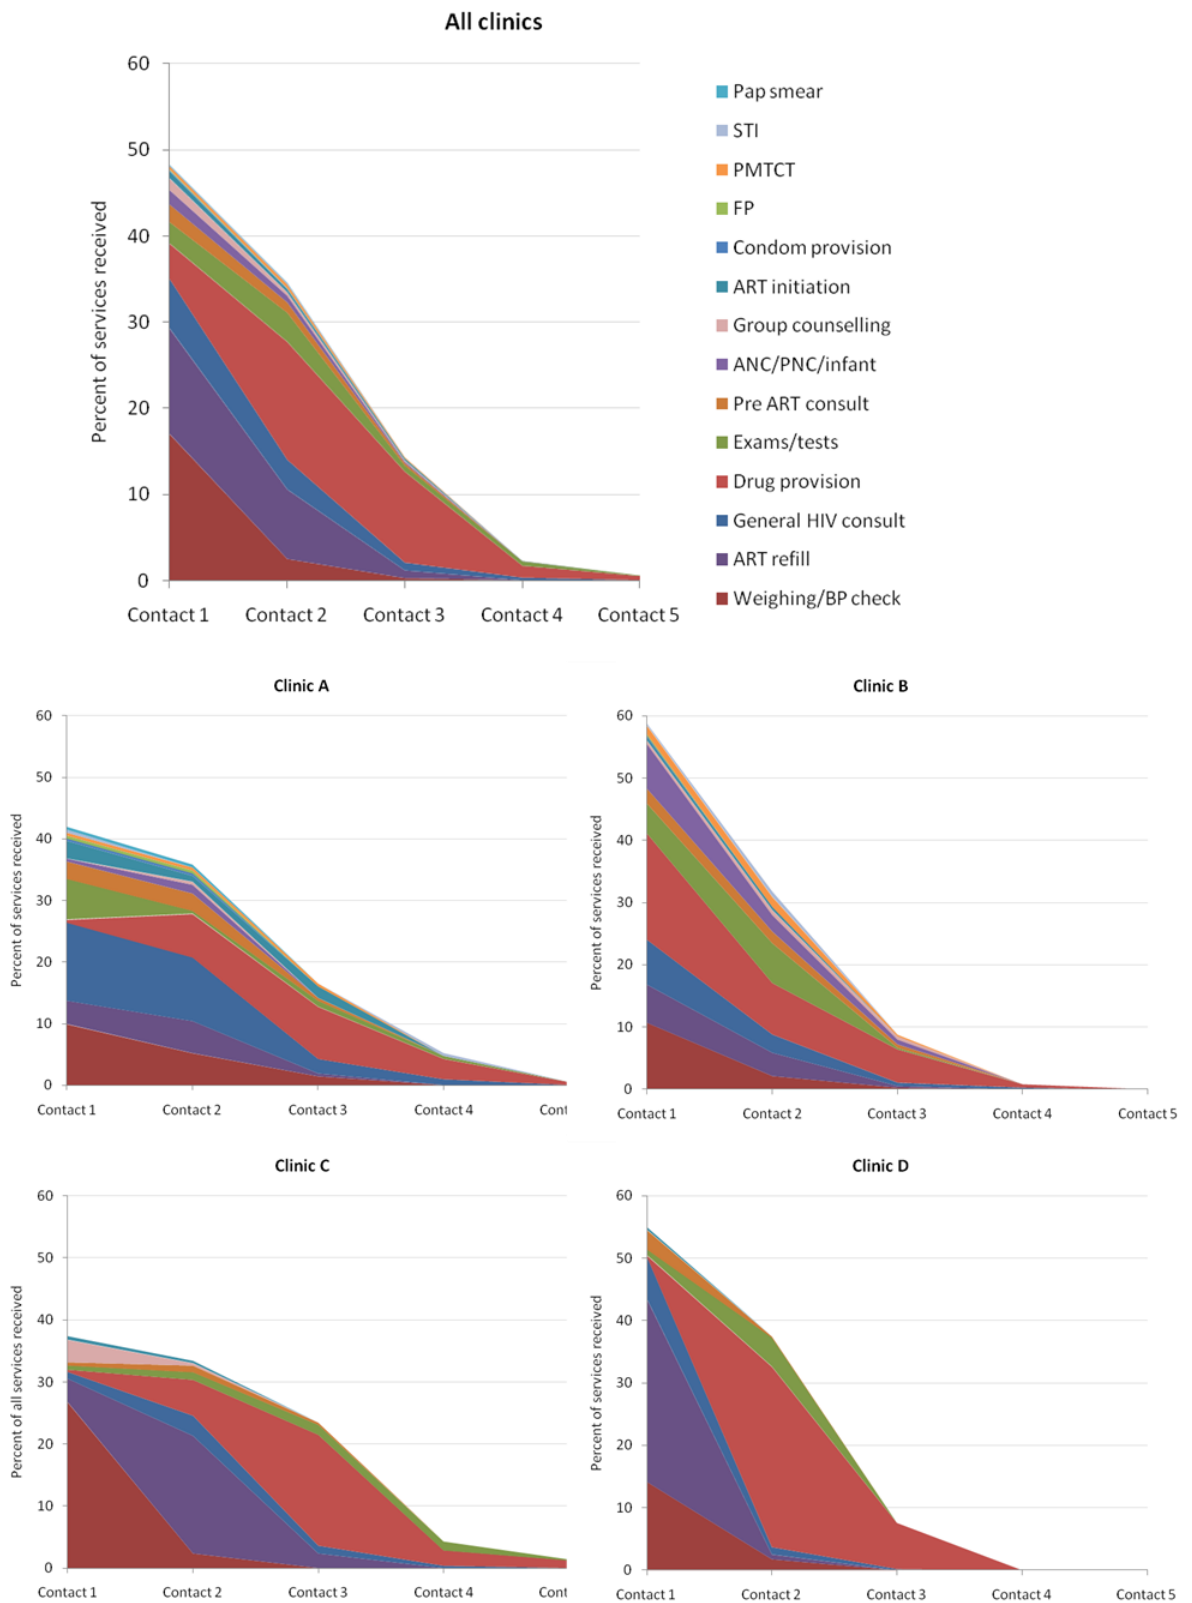 All clinics
60
50
40
30
20
10
0
Percent of services received
Contact 1 Contact 2 Contact 3 Contact 4 Contact 5
Pap smear
STI
PMTCT
FP
Condom provision
ART initiation
Group counselling
ANC/PNC/infant
Pre ART consult
Exams/tests
Drug provision
General HIV consult
ART refill
Weighing/BP check
Clinic A
60
50
40
30
20
10
0
Percent of services received
Contact 1 Contact 2 Contact 3 Contact 4 Cont
Clinic B
60
50
40
30
20
10
0
Percent of services received
Contact 1 Contact 2 Contact 3 Contact 4 Contact 5
Clinic C
60
50
40
30
20
10
0
Percent of all services received
Contact 1 Contact 2 Contact 3 Contact 4 Cont
Clinic D
60
50
40
30
20
10
0
Percent of services received
Contact 1 Contact 2 Contact 3 Contact 4 Contact 5